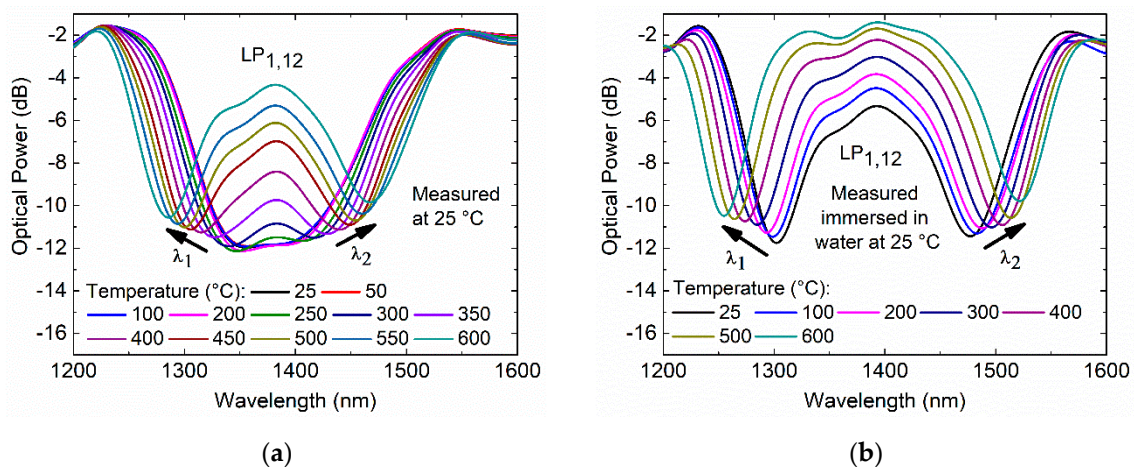 -2
-4
-6
-8
-10
-12
-14
-16
Optical Power (dB)
LP1,12
Measured
at 25 °C
λ1
λ2
Temperature (°C): 25 50
100 200 250 300 350
400 450 500 550 600
1200 1300 1400 1500 1600
Wavelength (nm)
(a)
-2
-4
-6
-8
-10
-12
-14
-16
Optical Power (dB)
LP1,12
Measured
immersed in
water at 25 °C
λ1
λ2
Temperature (°C):
25 100 200 300 400
500 600
1200 1300 1400 1500 1600
Wavelength (nm)
(b)